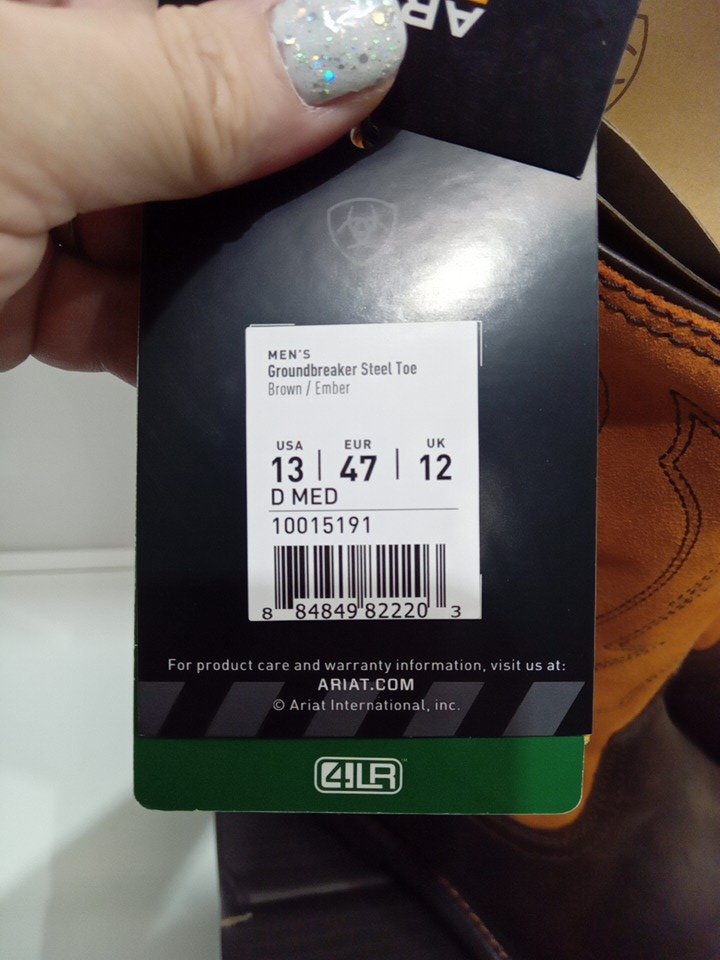 MEN'S
Groundbreaker Steel Toe
Brown / Ember
USA | EUR | UK
13 | 47 | 12
D MED
10015191
8 84849 82220 3
For product care and warranty information, visit us at:
ARIAT.COM
© Ariat International, inc.
4LR™